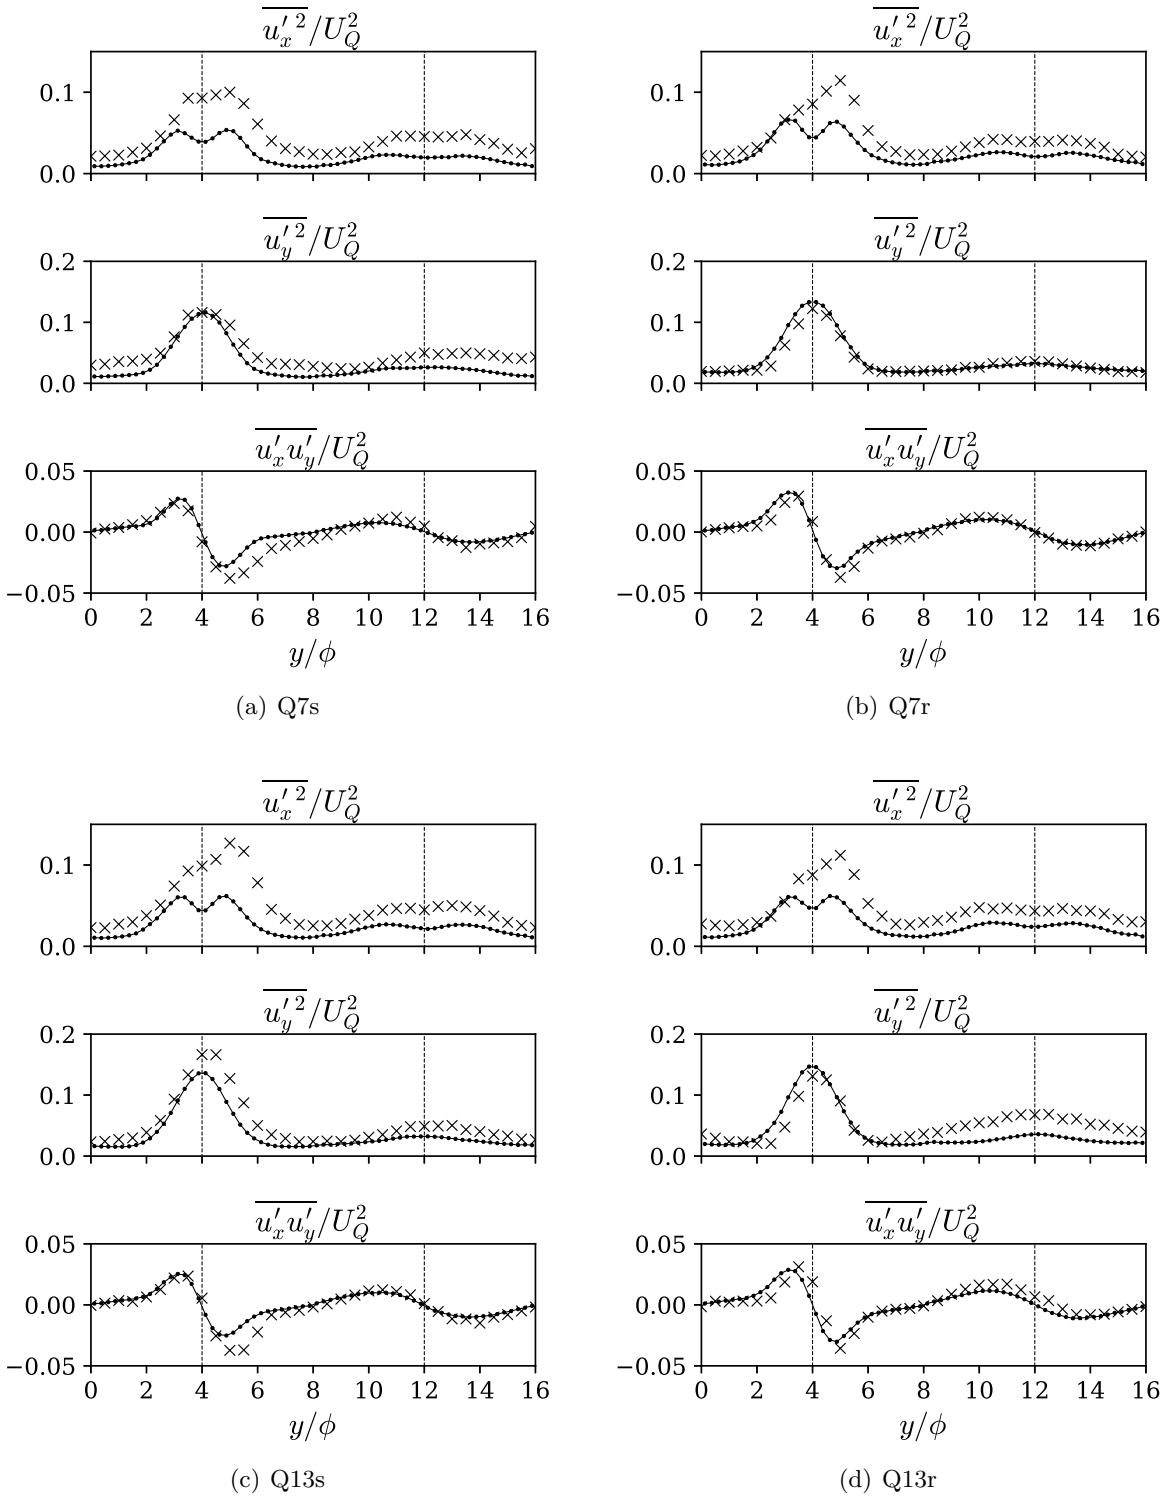 $\overline{u_x'^2}/U_Q^2$
0.1
0.0
$\overline{u_y'^2}/U_Q^2$
0.2
0.1
0.0
$\overline{u_x' u_y'}/U_Q^2$
0.05
0.00
−0.05
0 2 4 6 8 10 12 14 16
$y/\phi$
(a) Q7s
$\overline{u_x'^2}/U_Q^2$
0.1
0.0
$\overline{u_y'^2}/U_Q^2$
0.2
0.1
0.0
$\overline{u_x' u_y'}/U_Q^2$
0.05
0.00
−0.05
0 2 4 6 8 10 12 14 16
$y/\phi$
(b) Q7r
$\overline{u_x'^2}/U_Q^2$
0.1
0.0
$\overline{u_y'^2}/U_Q^2$
0.2
0.1
0.0
$\overline{u_x' u_y'}/U_Q^2$
0.05
0.00
−0.05
0 2 4 6 8 10 12 14 16
$y/\phi$
(c) Q13s
$\overline{u_x'^2}/U_Q^2$
0.1
0.0
$\overline{u_y'^2}/U_Q^2$
0.2
0.1
0.0
$\overline{u_x' u_y'}/U_Q^2$
0.05
0.00
−0.05
0 2 4 6 8 10 12 14 16
$y/\phi$
(d) Q13r